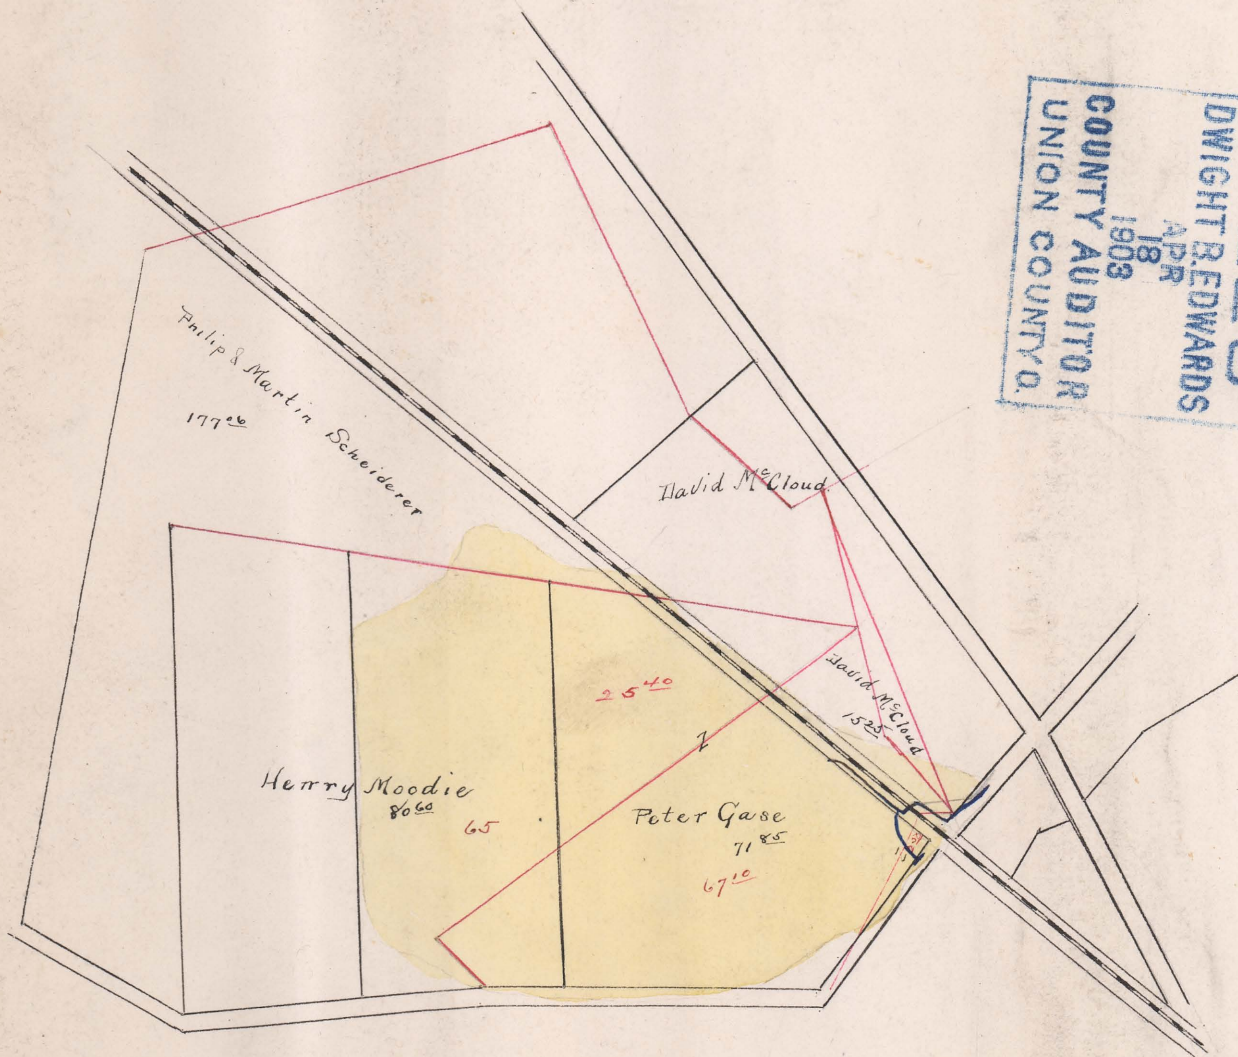 DWIGHT B. EDWARDS
APR
18
1903
COUNTY AUDITOR
UNION COUNTY O.
Philip & Martin Scheiderer
177 06
David McCloud
David McCloud
15 25
25 40
Henry Moodie
80 60
65
Peter Gase
71 85
67 10